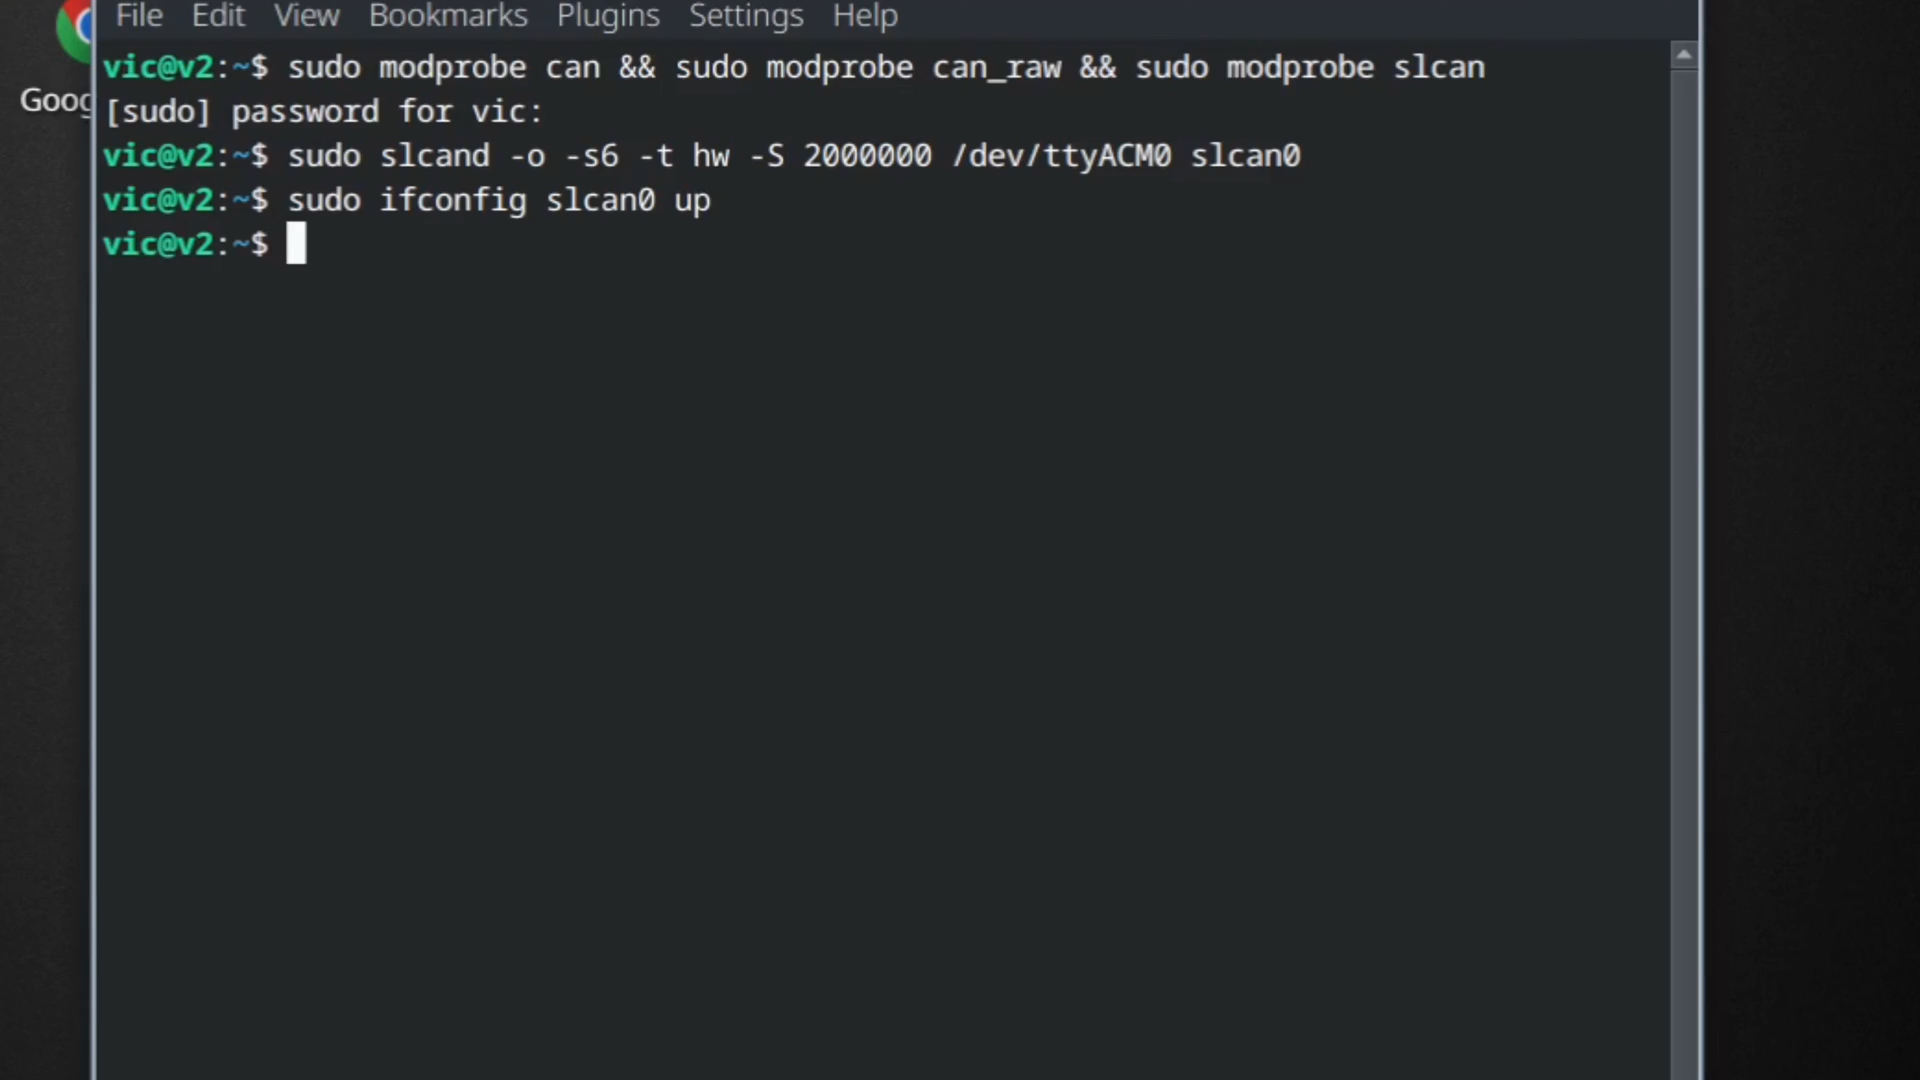 File Edit View Bookmarks Plugins Settings Help
vic@v2:~$ sudo modprobe can && sudo modprobe can_raw && sudo modprobe slcan
Goog
[sudo] password for vic:
vic@v2:~$ sudo slcand -o -s6 -t hw -S 2000000 /dev/ttyACM0 slcan0
vic@v2:~$ sudo ifconfig slcan0 up
vic@v2:~$